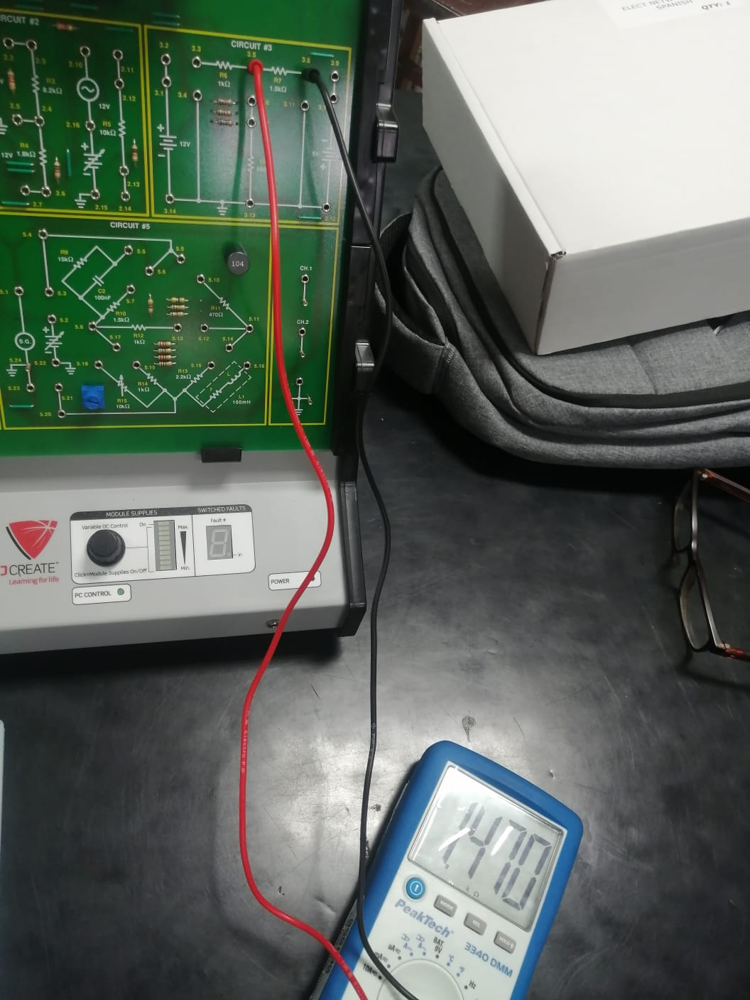 ELECT NETW
SPANISH
QTY: 1
CIRCUIT #2
2.2
2.3
R3
8.2kΩ
2.5
2.4
R4
1.8kΩ
12V
2.6
2.7
2.10
2.11
12V
2.12
2.16
R5
10kΩ
2.13
2.15
2.14
CIRCUIT #3
3.2
3.3
3.5
3.8
3.9
R6
1kΩ
R7
1.5kΩ
3.1
3.4
3.11
12V
5V
3.14
3.13
3.12
CIRCUIT #5
5.4
R9
15kΩ
5.5
5.9
5.6
104
5.10
CH.1
5.1
5.3
C2
100nF
5.7
R10
1.5kΩ
R11
470Ω
5.11
5.2
5.8
R12
1kΩ
5.13
5.12
CH.2
S.G.
5.17
5.14
5.24
5.22
5.18
5.19
R13
2.2kΩ
5.15
5.16
R14
1kΩ
L
r
5.23
5.21
R15
10kΩ
L1
100mH
5.20
MODULE SUPPLIES
SWITCHED FAULTS
Variable DC Control
On
Max.
Fault #
In
Click=Module Supplies On/Off
Min.
JCREATE™
Learning for life
PC CONTROL
POWER
1.470
k Ω
MODE
SEL
HOLD
PeakTech®
3340 DMM
BAT
9V
°C
°F
Hz
µA
mA
10A